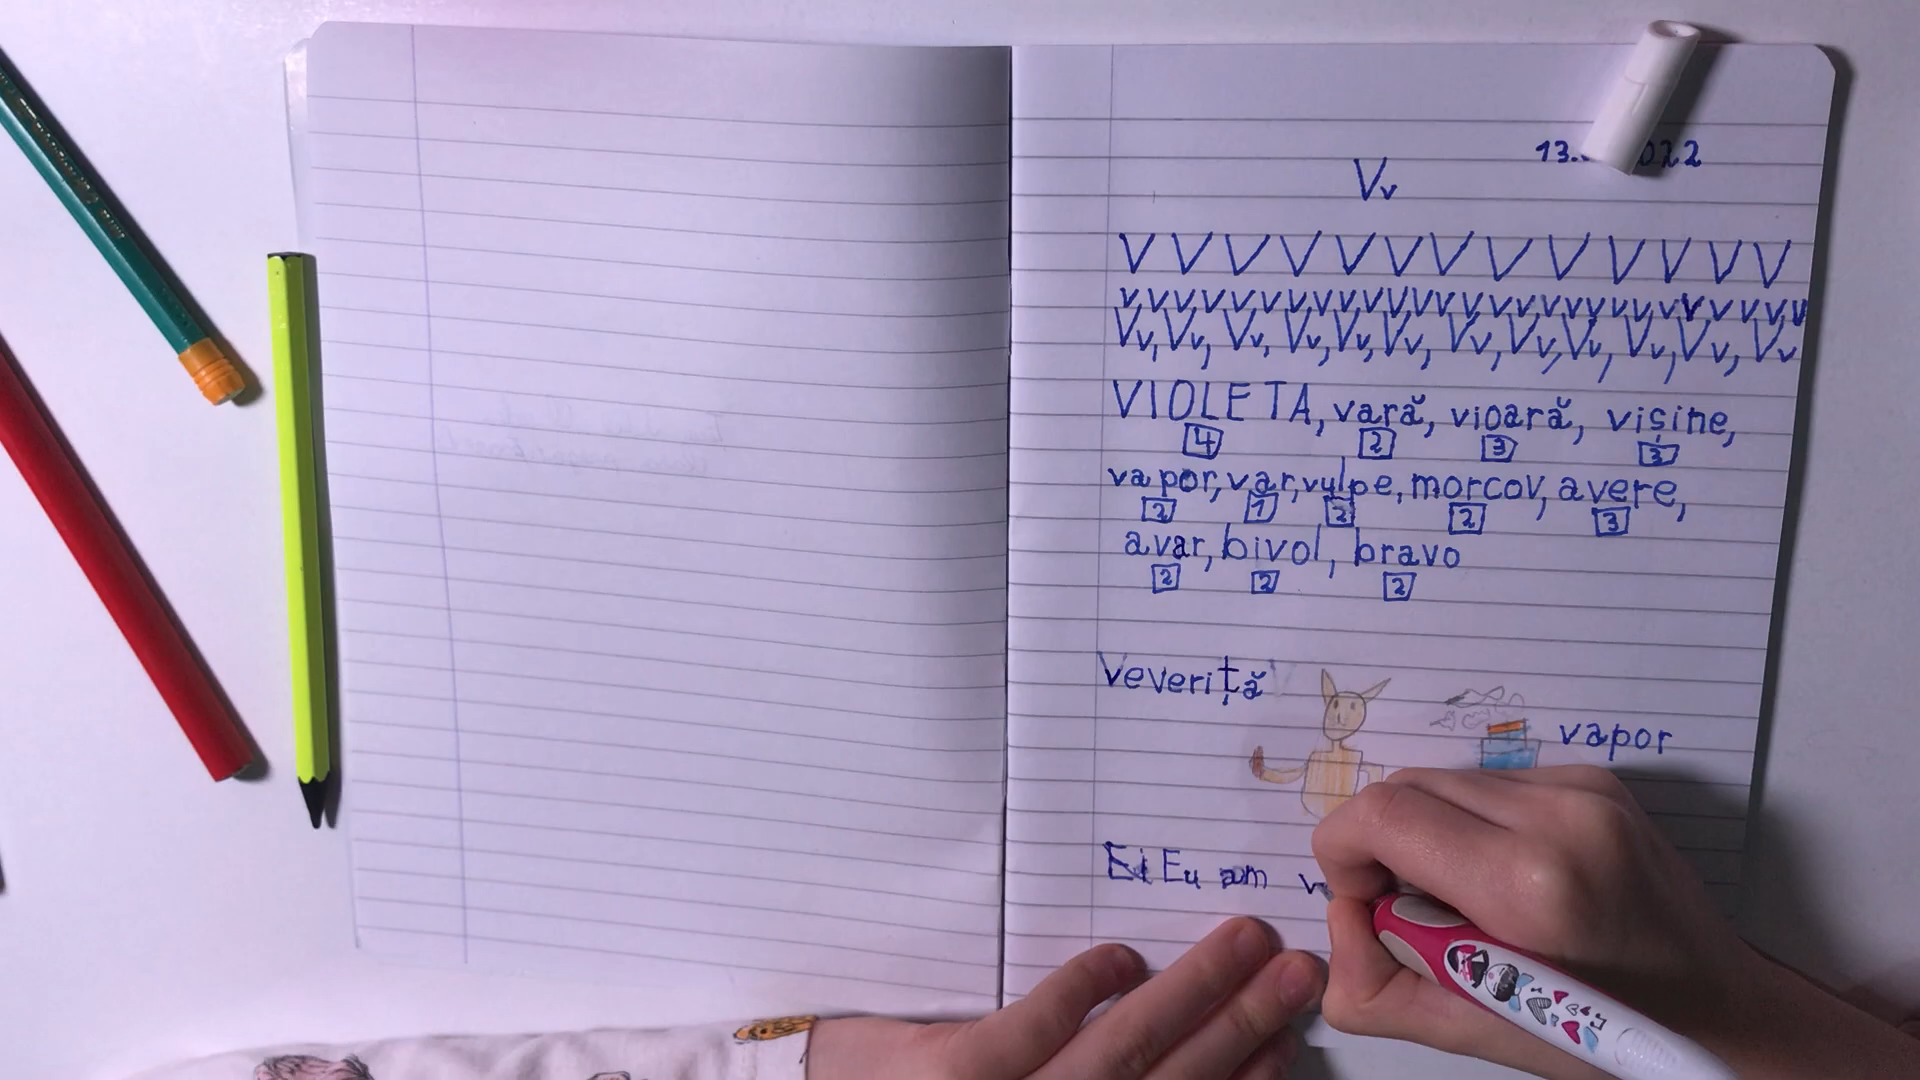 13. 022
Vv
V V V V V V V V V V V V V
v v v v v v v v v v v v v v v v v v v v v v v v v v v
Vv, Vv, Vv, Vv, Vv, Vv, Vv, Vv, Vv, Vv, Vv, Vv
VIOLETA, vară, vioară, vișine,
4 2 3 3
vapor, var, vulpe, morcov, avere,
2 1 2 2 3
avar, bivol, bravo
2 2 2
Veveriță
vapor
Eu am v